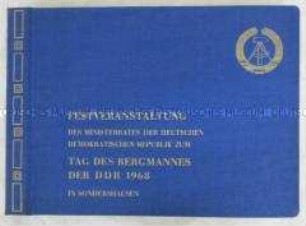 FESTVERANSTALTUNG
DES MINISTERRATES DER DEUTSCHEN
DEMOKRATISCHEN REPUBLIK ZUM
TAG DES BERGMANNES
DER DDR 1968
IN SONDERSHAUSEN